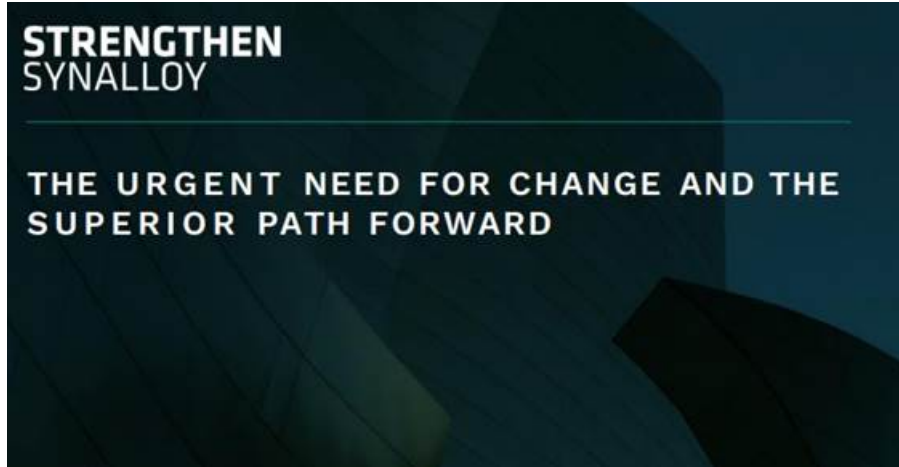 STRENGTHEN
SYNALLOY
THE URGENT NEED FOR CHANGE AND THE
SUPERIOR PATH FORWARD